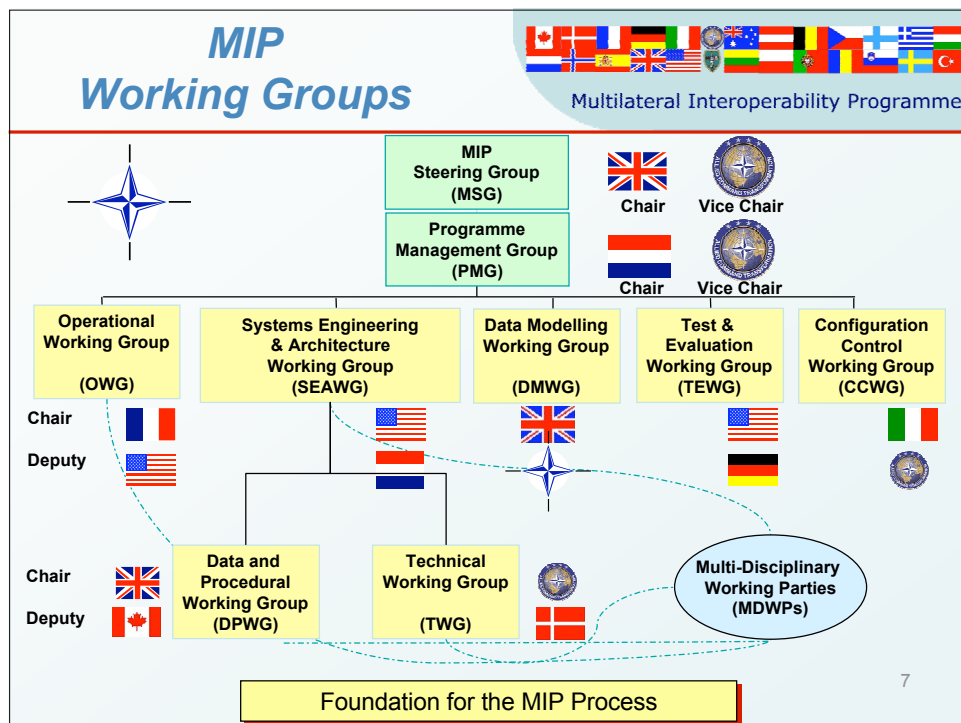 MIP
Working Groups
Multilateral Interoperability Programme
MIP
Steering Group
(MSG)
Chair
Vice Chair
Programme
Management Group
(PMG)
Chair
Vice Chair
Operational
Working Group
(OWG)
Systems Engineering
& Architecture
Working Group
(SEAWG)
Data Modelling
Working Group
(DMWG)
Test &
Evaluation
Working Group
(TEWG)
Configuration
Control
Working Group
(CCWG)
Chair
Deputy
Data and
Procedural
Working Group
(DPWG)
Technical
Working Group
(TWG)
Multi-Disciplinary
Working Parties
(MDWPs)
Chair
Deputy
Foundation for the MIP Process
7